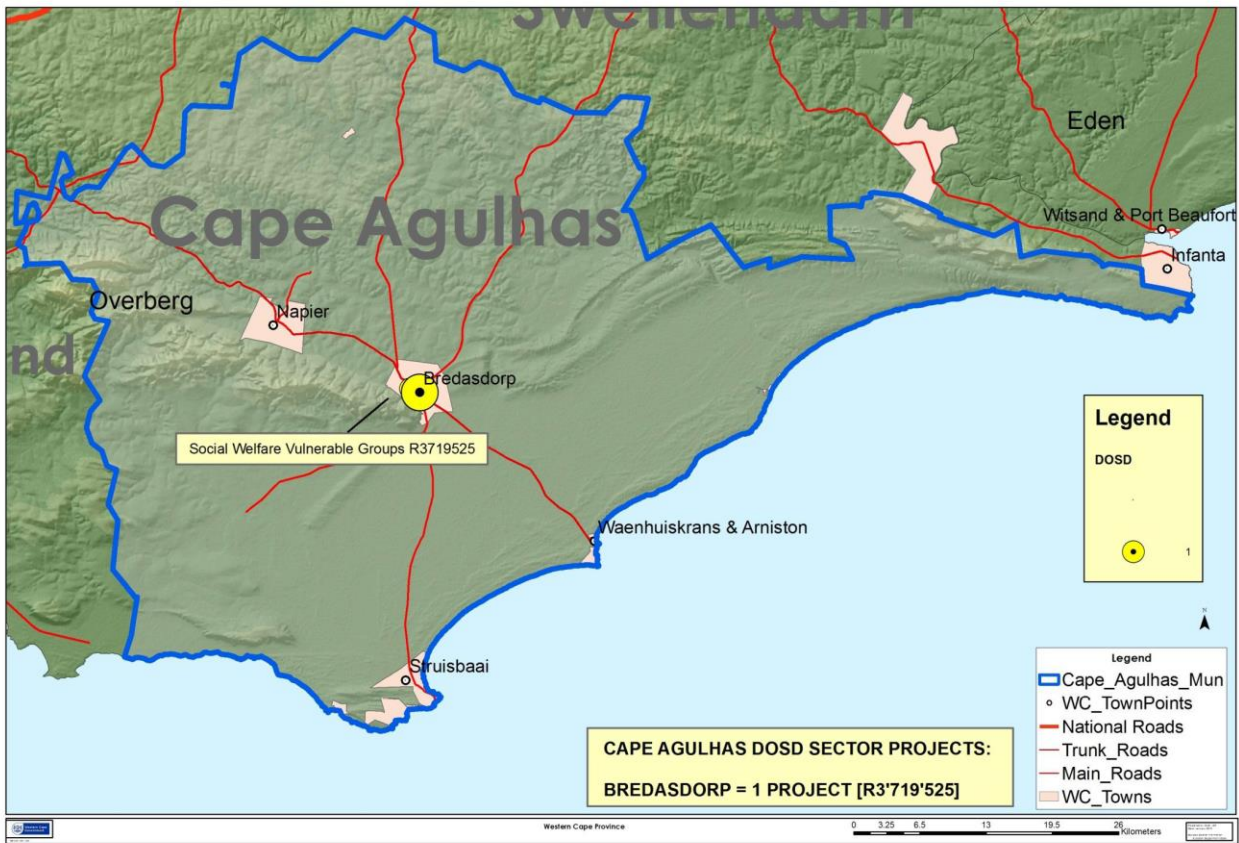 Swellendam
Eden
Cape Agulhas
Witsand & Port Beaufort
Infanta
Overberg
Napier
nd
Bredasdorp
Social Welfare Vulnerable Groups R3719525
Legend
DOSD
1
Waenhuiskrans & Arniston
Struisbaai
N
Legend
Cape_Agulhas_Mun
WC_TownPoints
National Roads
Trunk_Roads
Main_Roads
WC_Towns
CAPE AGULHAS DOSD SECTOR PROJECTS:
BREDASDORP = 1 PROJECT [R3'719'525]
Western Cape Province
0 3.25 6.5 13 19.5 26
Kilometers